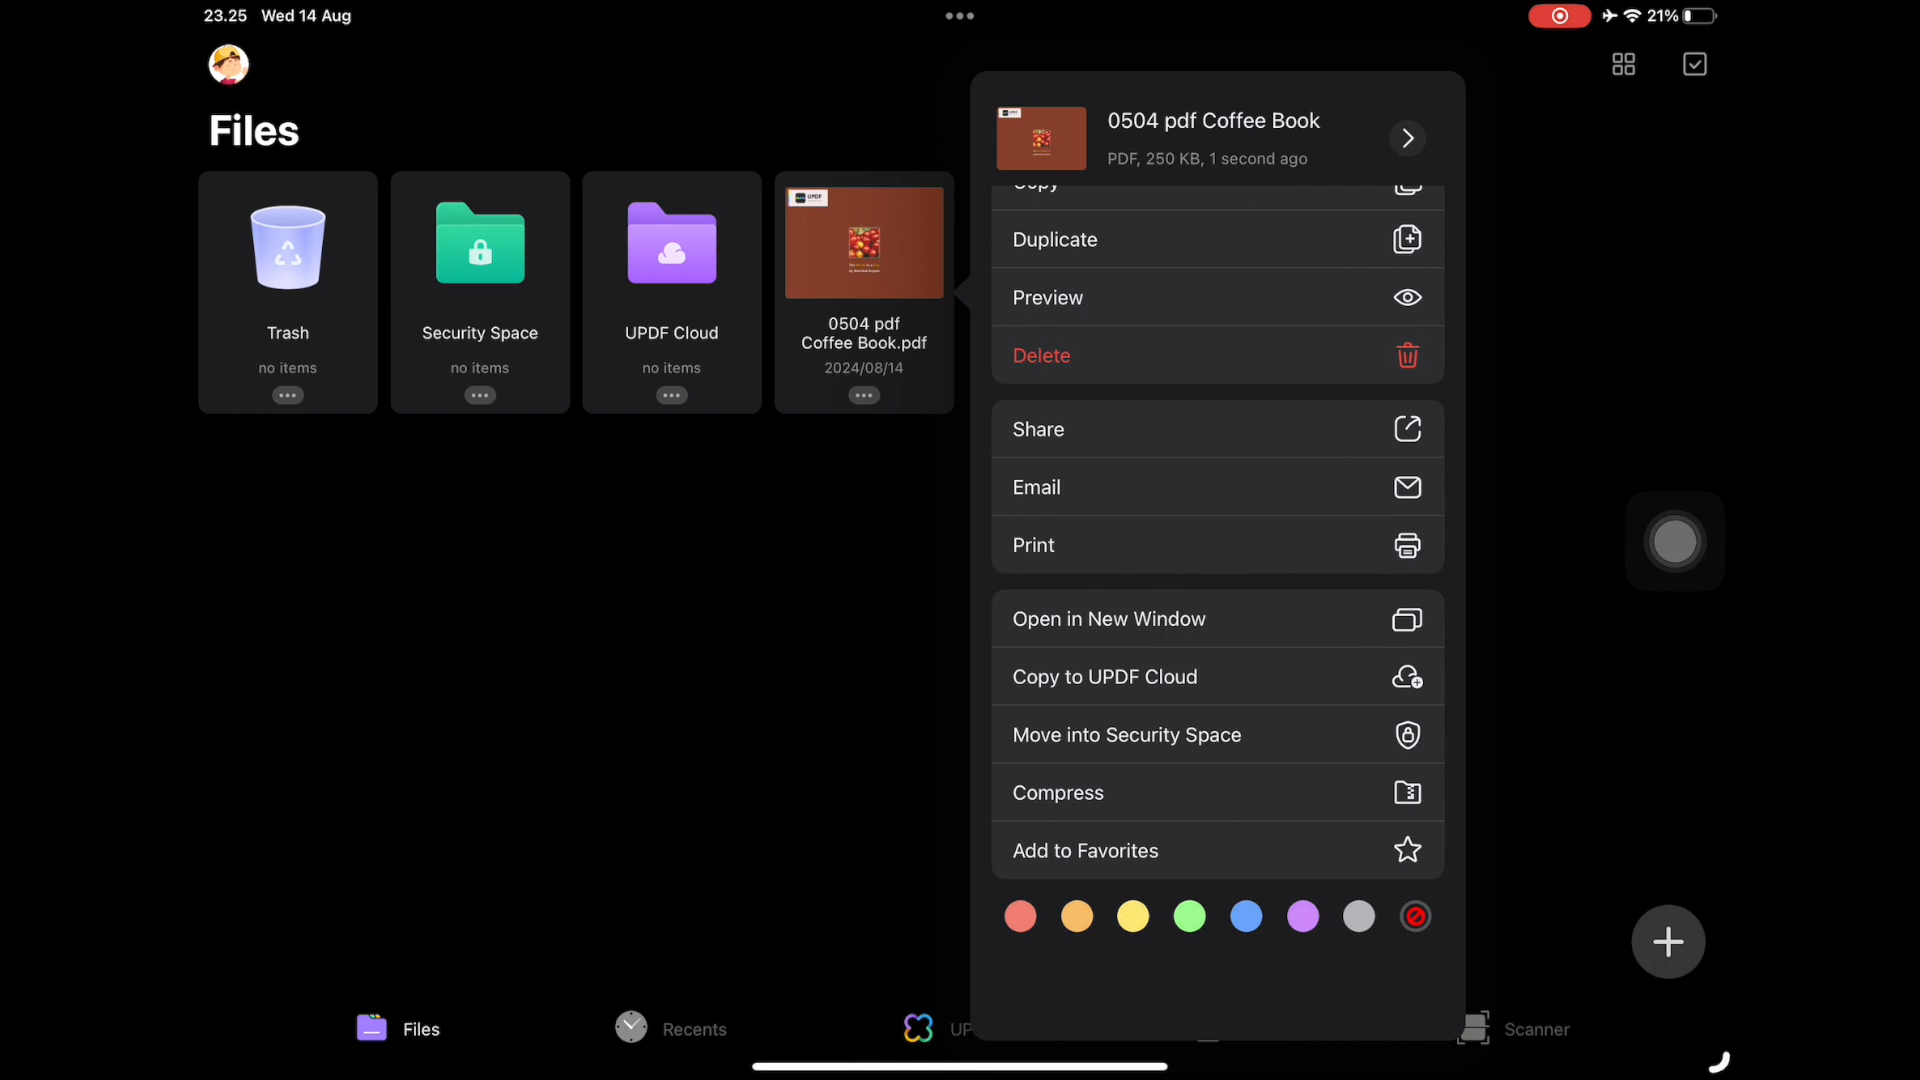 23.25 Wed 14 Aug
21%
Files
Trash
no items
Security Space
no items
UPDF Cloud
no items
UPDF
0504 pdf
Coffee Book.pdf
2024/08/14
0504 pdf Coffee Book
PDF, 250 KB, 1 second ago
Copy
Duplicate
Preview
Delete
Share
Email
Print
Open in New Window
Copy to UPDF Cloud
Move into Security Space
Compress
Add to Favorites
Files
Recents
UP
Scanner